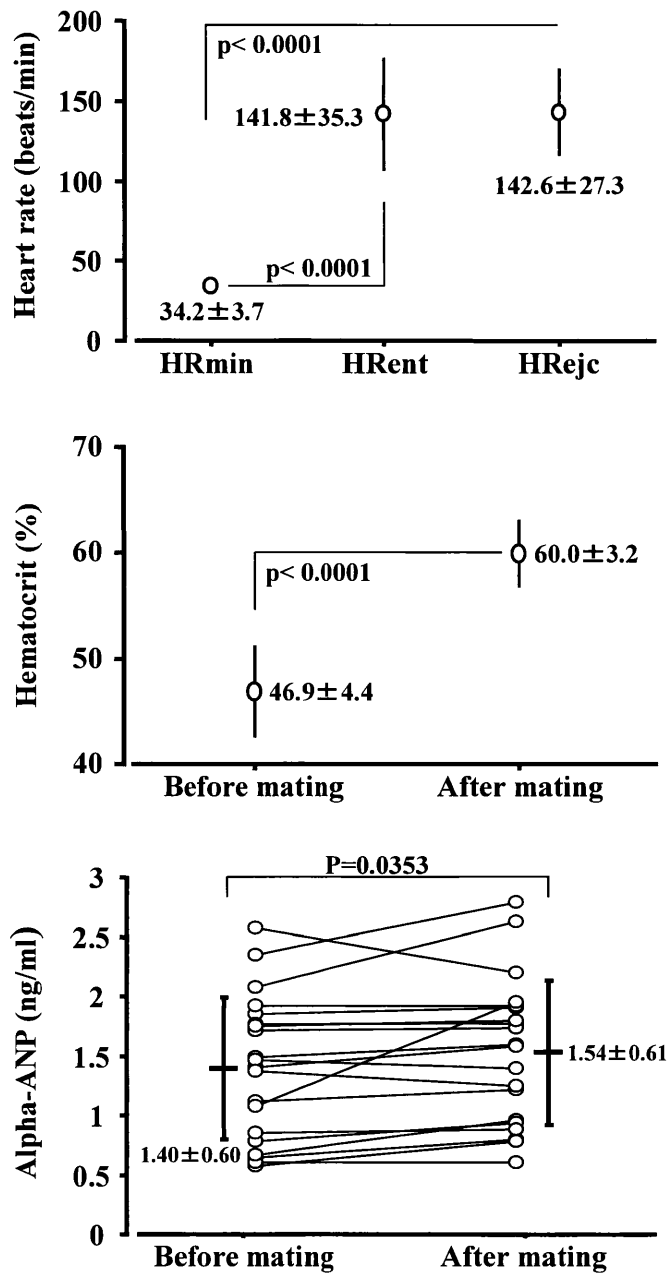 200
p< 0.0001
150
141.8±35.3
142.6±27.3
100
50
p< 0.0001
34.2±3.7
0
Heart rate (beats/min)
HRmin HRent HRejc
70
60
60.0±3.2
p< 0.0001
50
46.9±4.4
40
Hematocrit (%)
Before mating After mating
P=0.0353
3
2.5
2
1.5
1.54±0.61
1
1.40±0.60
0.5
0
Alpha-ANP (ng/ml)
Before mating After mating